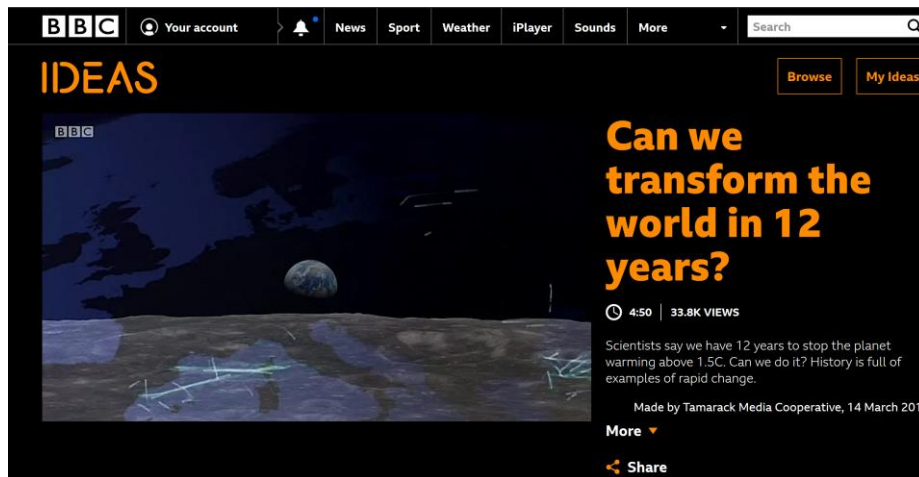 BBC Your account News Sport Weather iPlayer Sounds More Search
IDEAS
Browse My Ideas
BBC
Can we
transform the
world in 12
years?
4:50 33.8K VIEWS
Scientists say we have 12 years to stop the planet
warming above 1.5C. Can we do it? History is full of
examples of rapid change.
Made by Tamarack Media Cooperative, 14 March 201
More
Share